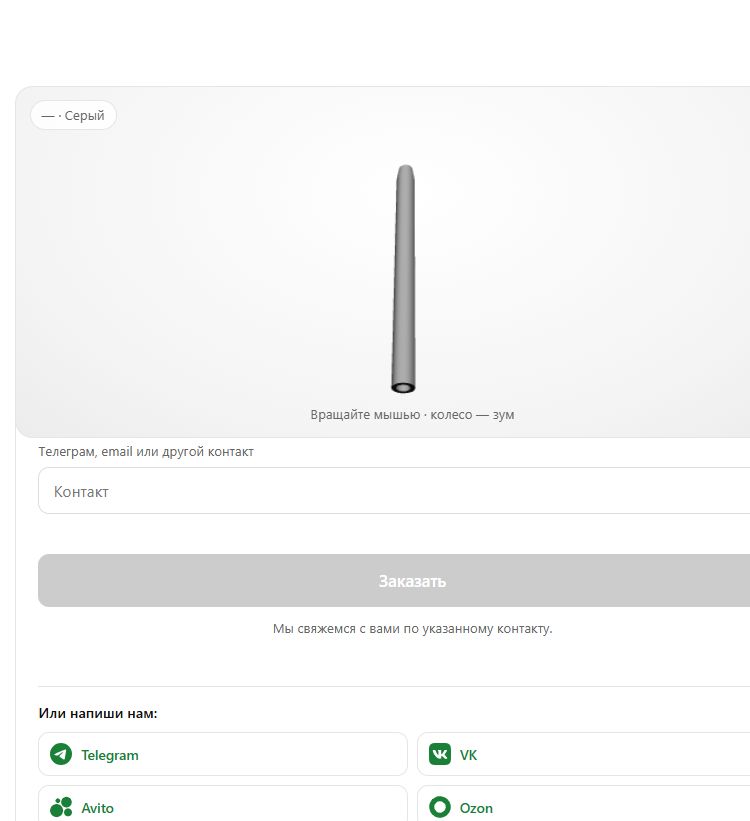 — · Серый
Вращайте мышью · колесо — зум
Телеграм, email или другой контакт
Контакт
Заказать
Мы свяжемся с вами по указанному контакту.
Или напиши нам:
Telegram
VK
Avito
Ozon